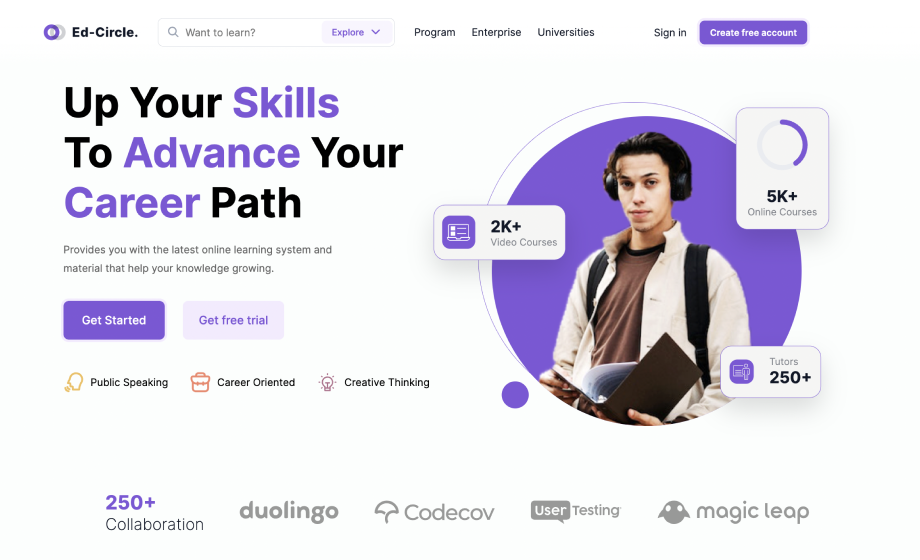 Ed-Circle.
Want to learn?
Explore
Program
Enterprise
Universities
Sign in
Create free account
Up Your Skills
To Advance Your
Career Path
Provides you with the latest online learning system and
material that help your knowledge growing.
Get Started
Get free trial
Public Speaking
Career Oriented
Creative Thinking
2K+
Video Courses
5K+
Online Courses
Tutors
250+
250+
Collaboration
duolingo
Codecov
User Testing
magic leap